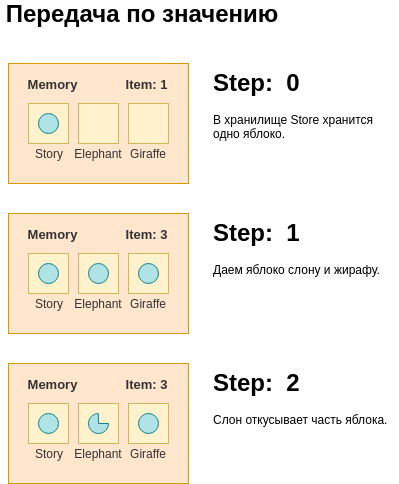 Передача по значению
Memory Item: 1
Story Elephant Giraffe
Step: 0
В хранилище Store хранится
одно яблоко.
Memory Item: 3
Story Elephant Giraffe
Step: 1
Даем яблоко слону и жирафу.
Memory Item: 3
Story Elephant Giraffe
Step: 2
Слон откусывает часть яблока.